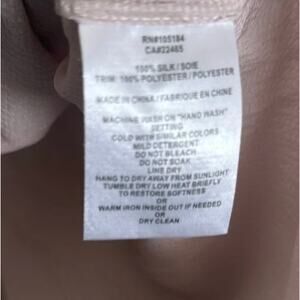 RN#105184
CA#22465
100% SILK / SOIE
TRIM: 100% POLYESTER / POLYESTER
MADE IN CHINA / FABRIQUE EN CHINE
MACHINE WASH ON "HAND WASH"
SETTING
COLD WITH SIMILAR COLORS
MILD DETERGENT
DO NOT BLEACH
DO NOT SOAK
LINE DRY
HANG TO DRY AWAY FROM SUNLIGHT
TUMBLE DRY LOW HEAT BRIEFLY
TO RESTORE SOFTNESS
OR
WARM IRON INSIDE OUT IF NEEDED
OR
DRY CLEAN